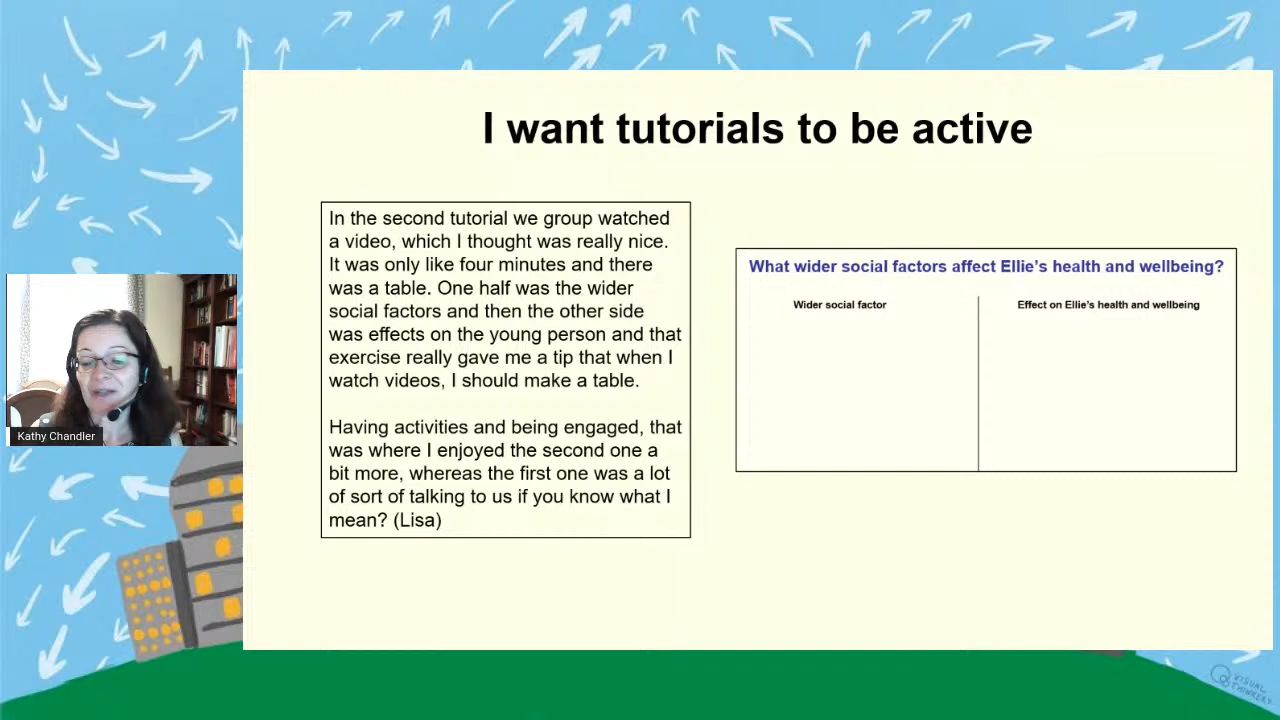 I want tutorials to be active
In the second tutorial we group watched
a video, which I thought was really nice.
It was only like four minutes and there
was a table. One half was the wider
social factors and then the other side
was effects on the young person and that
exercise really gave me a tip that when I
watch videos, I should make a table.
Having activities and being engaged, that
was where I enjoyed the second one a
bit more, whereas the first one was a lot
of sort of talking to us if you know what I
mean? (Lisa)
What wider social factors affect Ellie's health and wellbeing?
Wider social factor
Effect on Ellie's health and wellbeing
Kathy Chandler
VISUAL
THINKERY